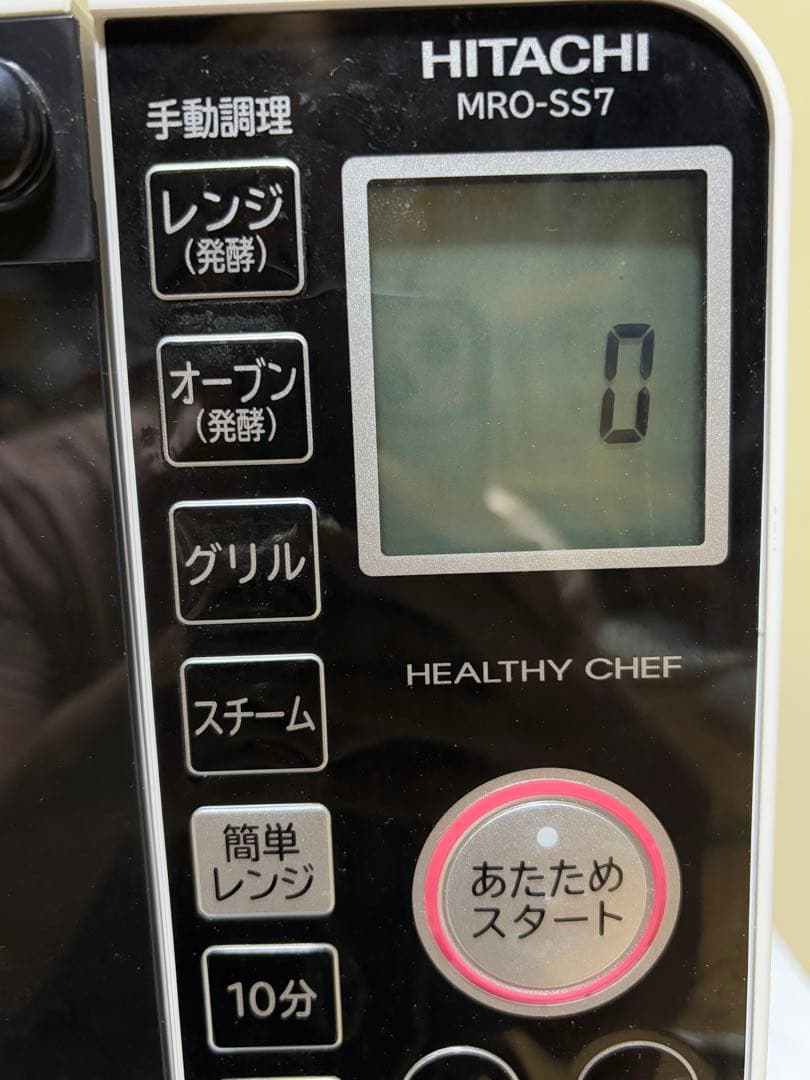 HITACHI
MRO-SS7
手動調理
レンジ
(発酵)
0
オーブン
(発酵)
グリル
スチーム
HEALTHY CHEF
簡単
レンジ
あたため
スタート
10分